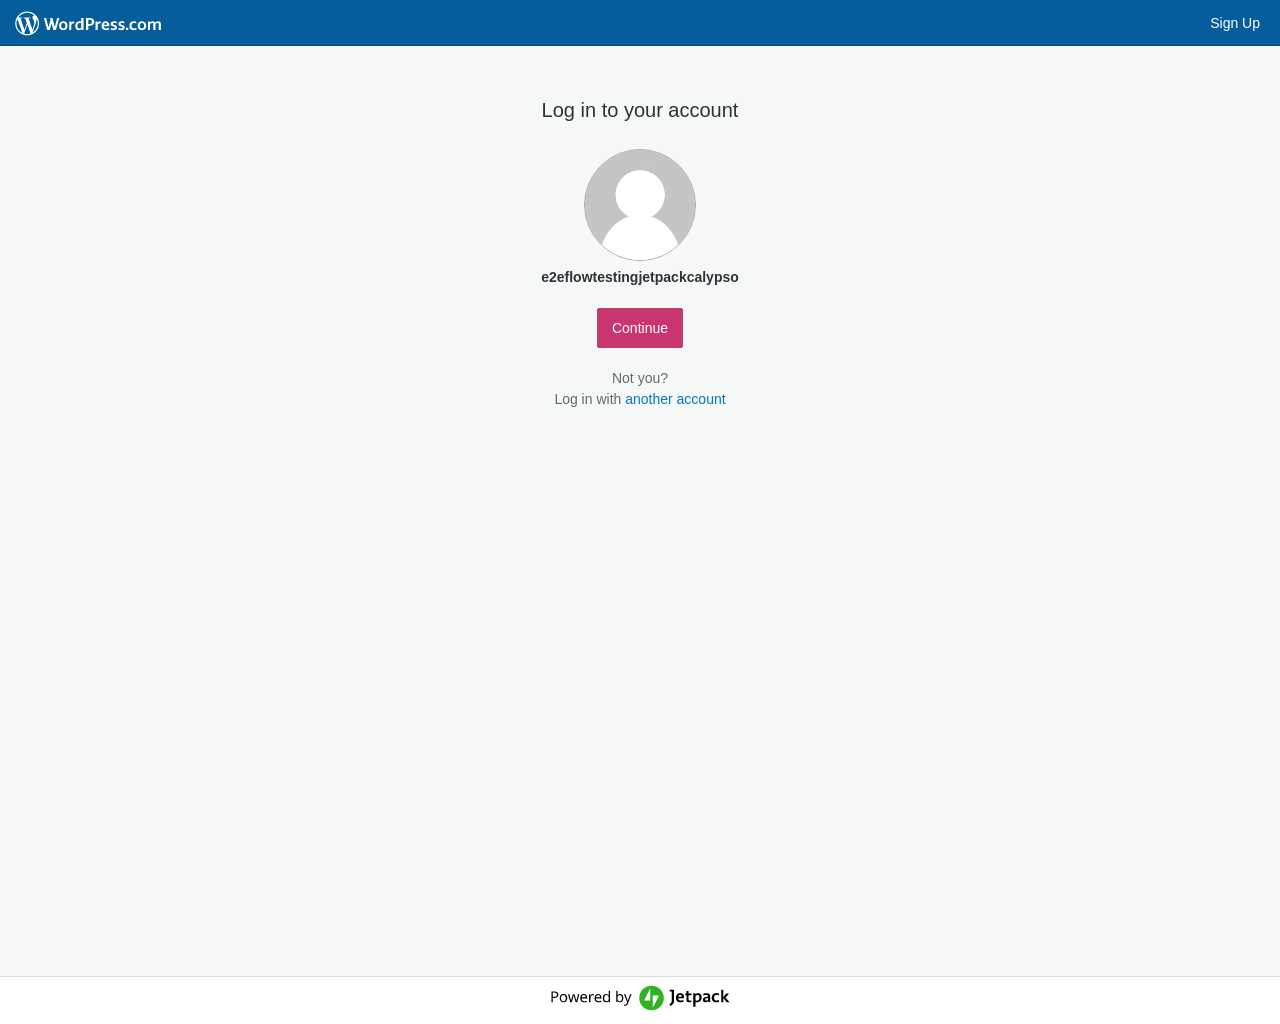 WordPress.com
Sign Up
Log in to your account
e2eflowtestingjetpackcalypso
Continue
Not you?
Log in with another account
Powered by Jetpack